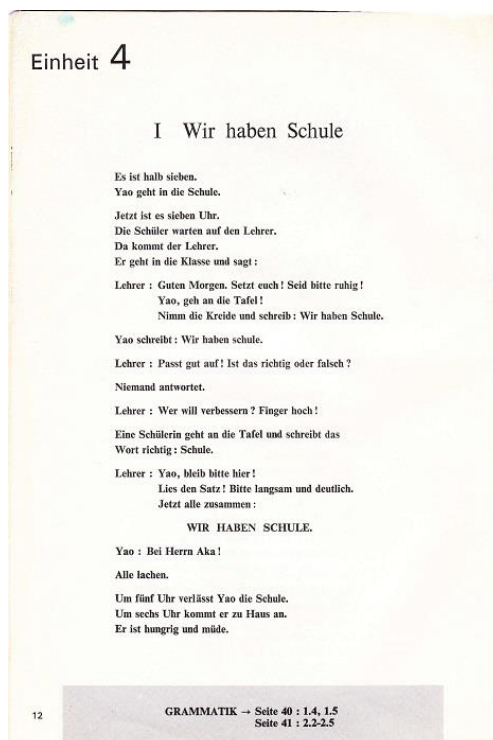 Einheit 4
I Wir haben Schule
Es ist halb sieben.
Yao geht in die Schule.
Jetzt ist es sieben Uhr.
Die Schüler warten auf den Lehrer.
Da kommt der Lehrer.
Er geht in die Klasse und sagt :
Lehrer : Guten Morgen. Setzt euch ! Seid bitte ruhig !
Yao, geh an die Tafel !
Nimm die Kreide und schreib : Wir haben Schule.
Yao schreibt : Wir haben schule.
Lehrer : Passt gut auf ! Ist das richtig oder falsch ?
Niemand antwortet.
Lehrer : Wer will verbessern ? Finger hoch !
Eine Schülerin geht an die Tafel und schreibt das
Wort richtig : Schule.
Lehrer : Yao, bleib bitte hier !
Lies den Satz ! Bitte langsam und deutlich.
Jetzt alle zusammen :
WIR HABEN SCHULE.
Yao : Bei Herrn Aka !
Alle lachen.
Um fünf Uhr verlässt Yao die Schule.
Um sechs Uhr kommt er zu Haus an.
Er ist hungrig und müde.
GRAMMATIK → Seite 40 : 1.4, 1.5
Seite 41 : 2.2-2.5
12